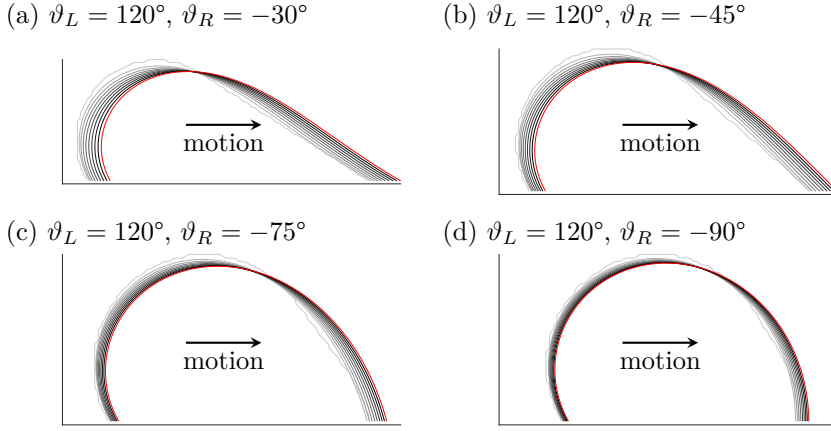 (a) ϑ_L = 120°, ϑ_R = −30°
motion
(b) ϑ_L = 120°, ϑ_R = −45°
motion
(c) ϑ_L = 120°, ϑ_R = −75°
motion
(d) ϑ_L = 120°, ϑ_R = −90°
motion